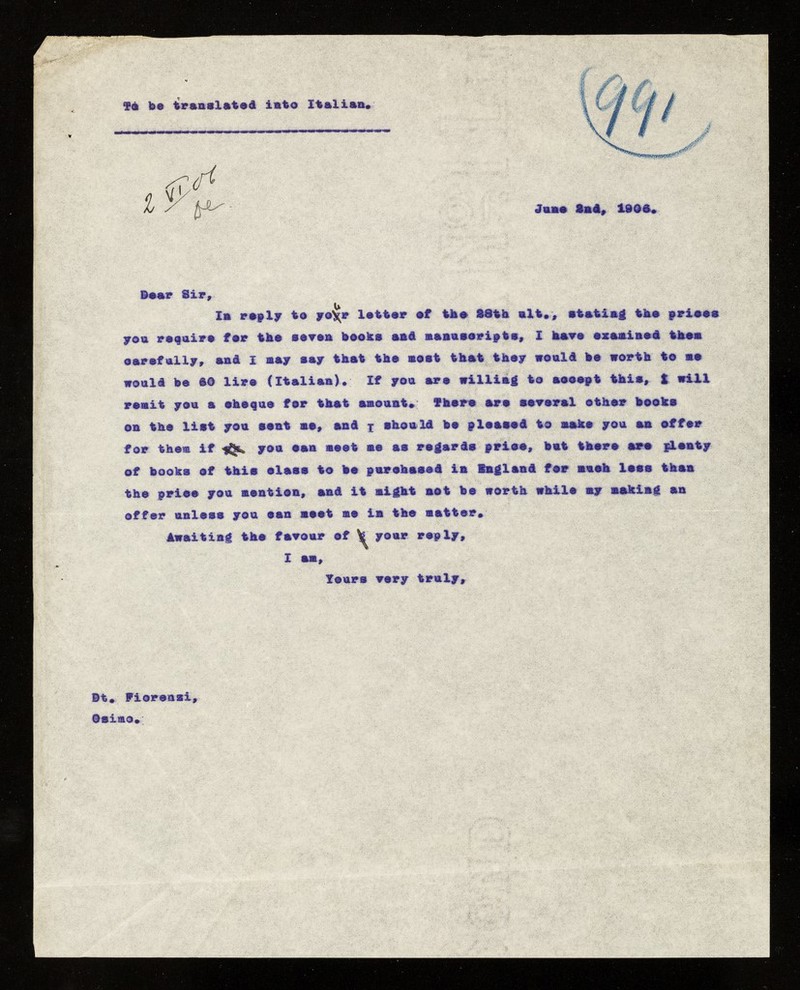 To be translated into Italian.
991
2 VI 06
June 2nd, 1906.
Dear Sir,
In reply to your letter of the 28th ult., stating the prices
you require for the seven books and manuscripts, I have examined them
carefully, and I may say that the most that they would be worth to me
would be 60 lire (Italian). If you are willing to accept this, I will
remit you a cheque for that amount. There are several other books
on the list you sent me, and I should be pleased to make you an offer
for them if you can meet me as regards price, but there are plenty
of books of this class to be purchased in England for much less than
the price you mention, and it might not be worth while my making an
offer unless you can meet me in the matter.
Awaiting the favour of your reply,
I am,
Yours very truly,
Dt. Fiorenzi,
Osimo.